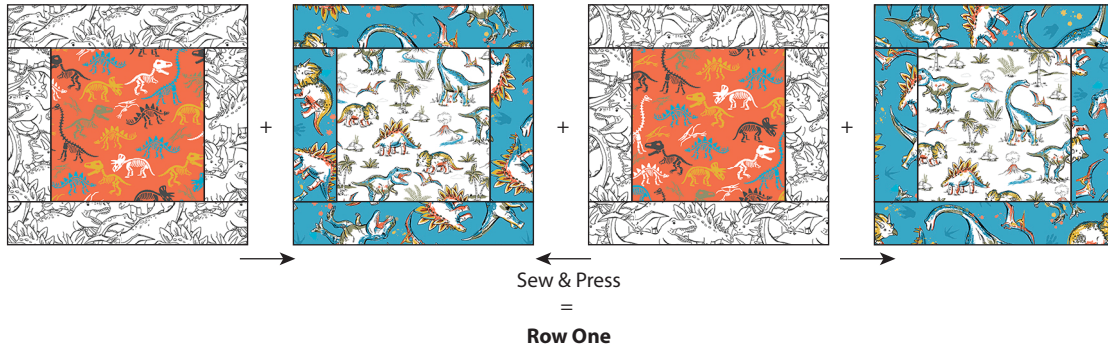 + + +
Sew & Press
=
Row One